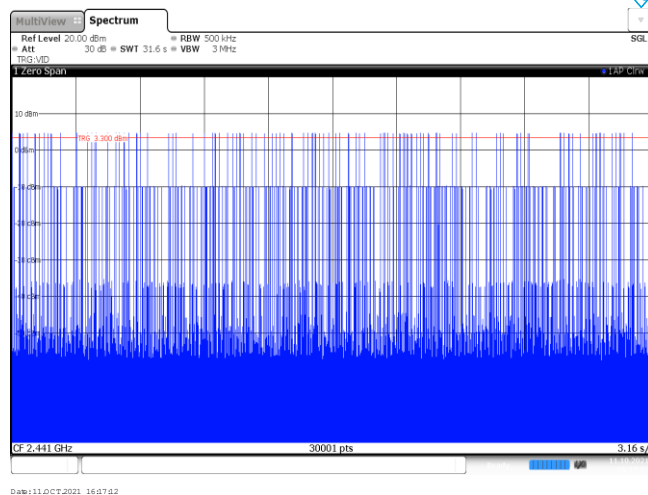 MultiView Spectrum
Ref Level 20.00 dBm RBW 500 kHz SGL
Att 30 dB SWT 31.6 s VBW 3 MHz
TRG:VID
1 Zero Span 1AP Clrw
10 dBm
TRG 3.300 dBm
0 dBm
CF 2.441 GHz 30001 pts 3.16 s/
Date: 11.OCT.2021 16:17:12